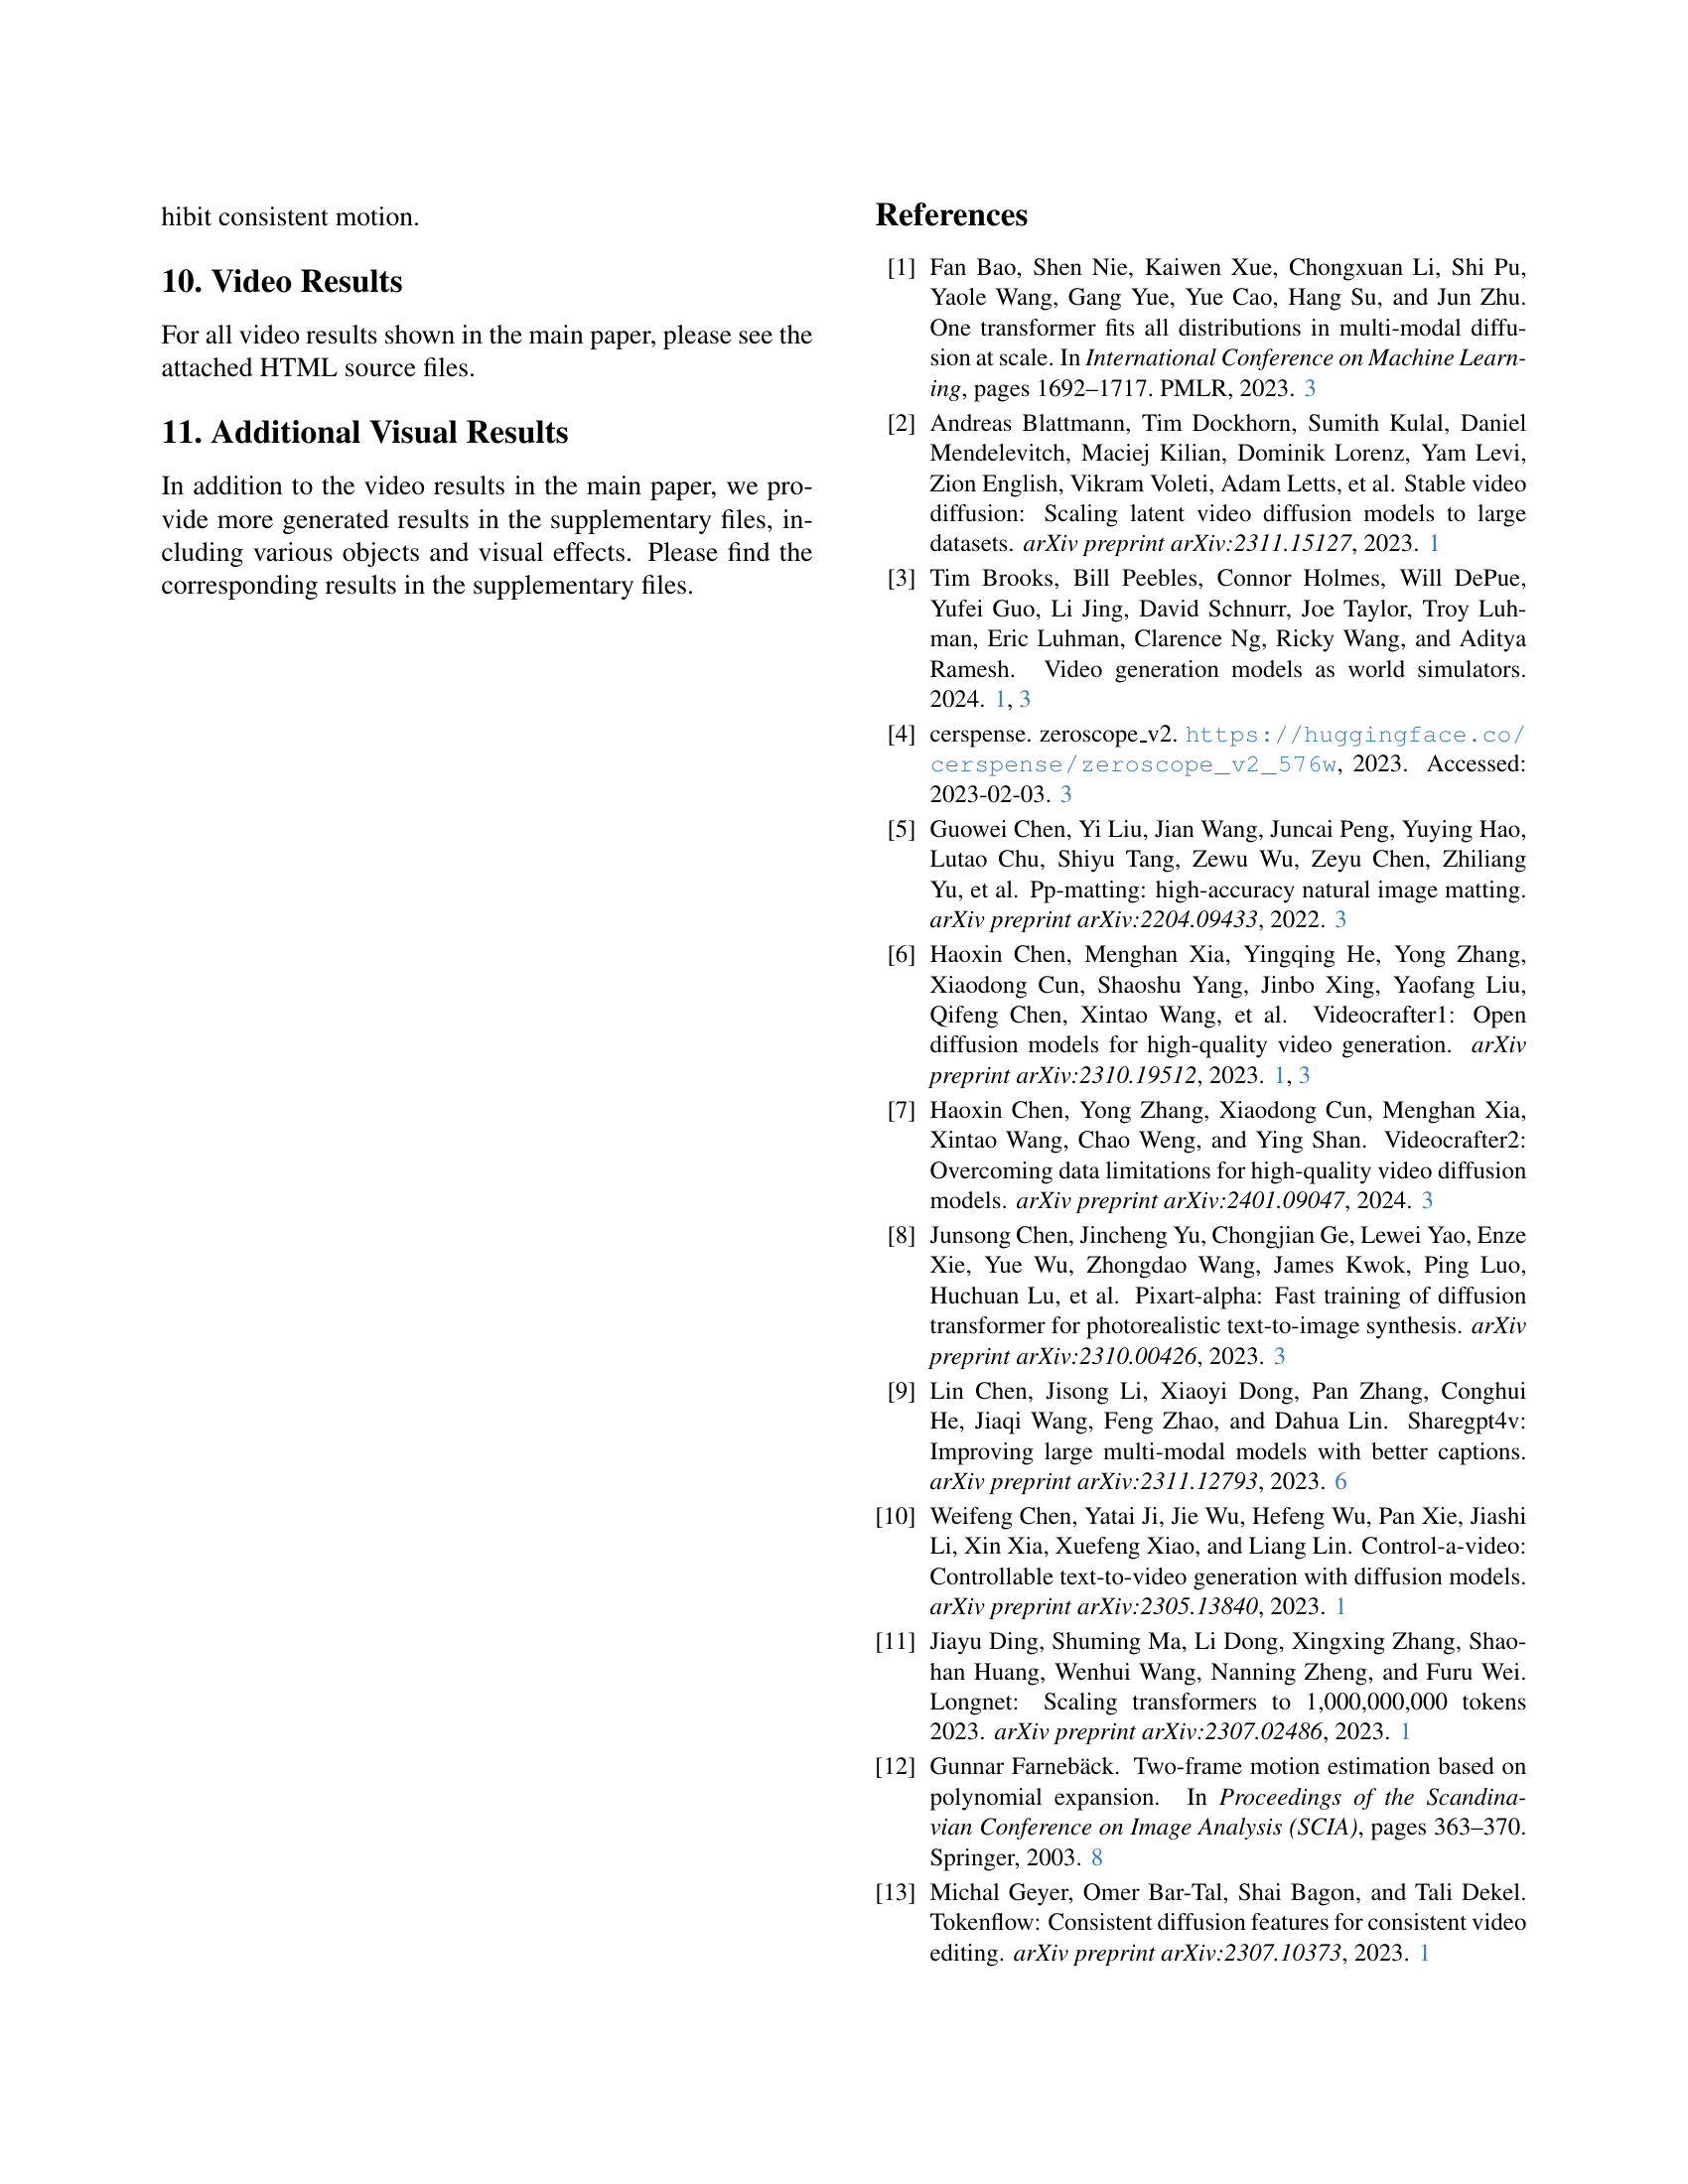 hibit consistent motion.
10. Video Results
For all video results shown in the main paper, please see the
attached HTML source files.
11. Additional Visual Results
In addition to the video results in the main paper, we pro-
vide more generated results in the supplementary files, in-
cluding various objects and visual effects. Please find the
corresponding results in the supplementary files.
References
[1] Fan Bao, Shen Nie, Kaiwen Xue, Chongxuan Li, Shi Pu,
Yaole Wang, Gang Yue, Yue Cao, Hang Su, and Jun Zhu.
One transformer fits all distributions in multi-modal diffu-
sion at scale. In International Conference on Machine Learn-
ing, pages 1692–1717. PMLR, 2023. 3
[2] Andreas Blattmann, Tim Dockhorn, Sumith Kulal, Daniel
Mendelevitch, Maciej Kilian, Dominik Lorenz, Yam Levi,
Zion English, Vikram Voleti, Adam Letts, et al. Stable video
diffusion: Scaling latent video diffusion models to large
datasets. arXiv preprint arXiv:2311.15127, 2023. 1
[3] Tim Brooks, Bill Peebles, Connor Holmes, Will DePue,
Yufei Guo, Li Jing, David Schnurr, Joe Taylor, Troy Luh-
man, Eric Luhman, Clarence Ng, Ricky Wang, and Aditya
Ramesh. Video generation models as world simulators.
2024. 1, 3
[4] cerspense. zeroscope_v2. https://huggingface.co/
cerspense/zeroscope_v2_576w, 2023. Accessed:
2023-02-03. 3
[5] Guowei Chen, Yi Liu, Jian Wang, Juncai Peng, Yuying Hao,
Lutao Chu, Shiyu Tang, Zewu Wu, Zeyu Chen, Zhiliang
Yu, et al. Pp-matting: high-accuracy natural image matting.
arXiv preprint arXiv:2204.09433, 2022. 3
[6] Haoxin Chen, Menghan Xia, Yingqing He, Yong Zhang,
Xiaodong Cun, Shaoshu Yang, Jinbo Xing, Yaofang Liu,
Qifeng Chen, Xintao Wang, et al. Videocrafter1: Open
diffusion models for high-quality video generation. arXiv
preprint arXiv:2310.19512, 2023. 1, 3
[7] Haoxin Chen, Yong Zhang, Xiaodong Cun, Menghan Xia,
Xintao Wang, Chao Weng, and Ying Shan. Videocrafter2:
Overcoming data limitations for high-quality video diffusion
models. arXiv preprint arXiv:2401.09047, 2024. 3
[8] Junsong Chen, Jincheng Yu, Chongjian Ge, Lewei Yao, Enze
Xie, Yue Wu, Zhongdao Wang, James Kwok, Ping Luo,
Huchuan Lu, et al. Pixart-alpha: Fast training of diffusion
transformer for photorealistic text-to-image synthesis. arXiv
preprint arXiv:2310.00426, 2023. 3
[9] Lin Chen, Jisong Li, Xiaoyi Dong, Pan Zhang, Conghui
He, Jiaqi Wang, Feng Zhao, and Dahua Lin. Sharegpt4v:
Improving large multi-modal models with better captions.
arXiv preprint arXiv:2311.12793, 2023. 6
[10] Weifeng Chen, Yatai Ji, Jie Wu, Hefeng Wu, Pan Xie, Jiashi
Li, Xin Xia, Xuefeng Xiao, and Liang Lin. Control-a-video:
Controllable text-to-video generation with diffusion models.
arXiv preprint arXiv:2305.13840, 2023. 1
[11] Jiayu Ding, Shuming Ma, Li Dong, Xingxing Zhang, Shao-
han Huang, Wenhui Wang, Nanning Zheng, and Furu Wei.
Longnet: Scaling transformers to 1,000,000,000 tokens
2023. arXiv preprint arXiv:2307.02486, 2023. 1
[12] Gunnar Farnebäck. Two-frame motion estimation based on
polynomial expansion. In Proceedings of the Scandina-
vian Conference on Image Analysis (SCIA), pages 363–370.
Springer, 2003. 8
[13] Michal Geyer, Omer Bar-Tal, Shai Bagon, and Tali Dekel.
Tokenflow: Consistent diffusion features for consistent video
editing. arXiv preprint arXiv:2307.10373, 2023. 1